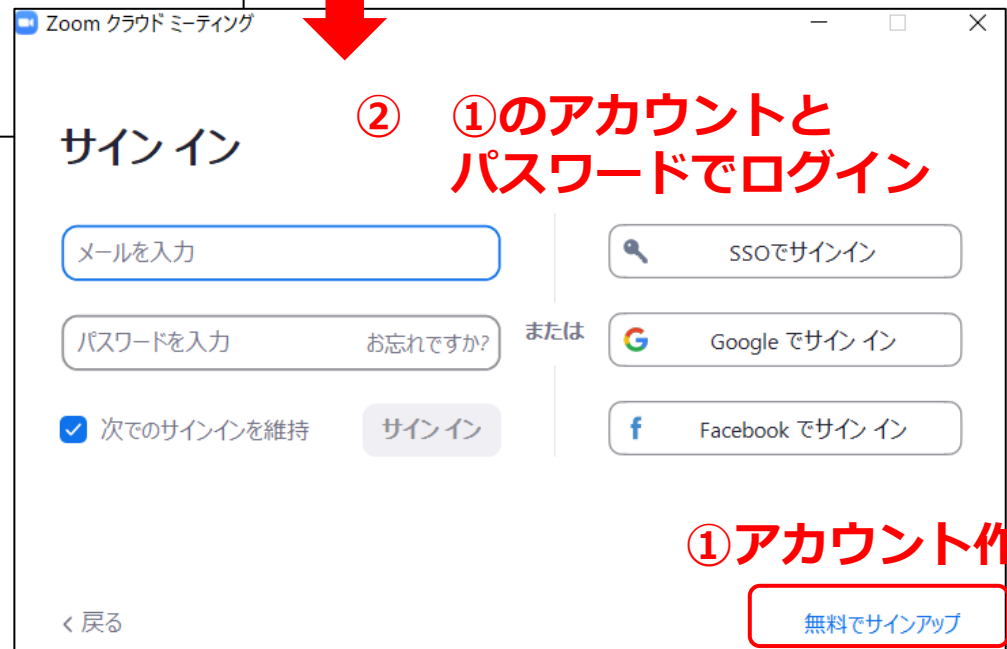 Zoom クラウド ミーティング
② ①のアカウントと
パスワードでログイン
サイン イン
メールを入力
パスワードを入力 お忘れですか?
次でのサインインを維持 サイン イン
または
SSOでサインイン
Google でサイン イン
Facebook でサイン イン
①アカウント作
< 戻る
無料でサインアップ